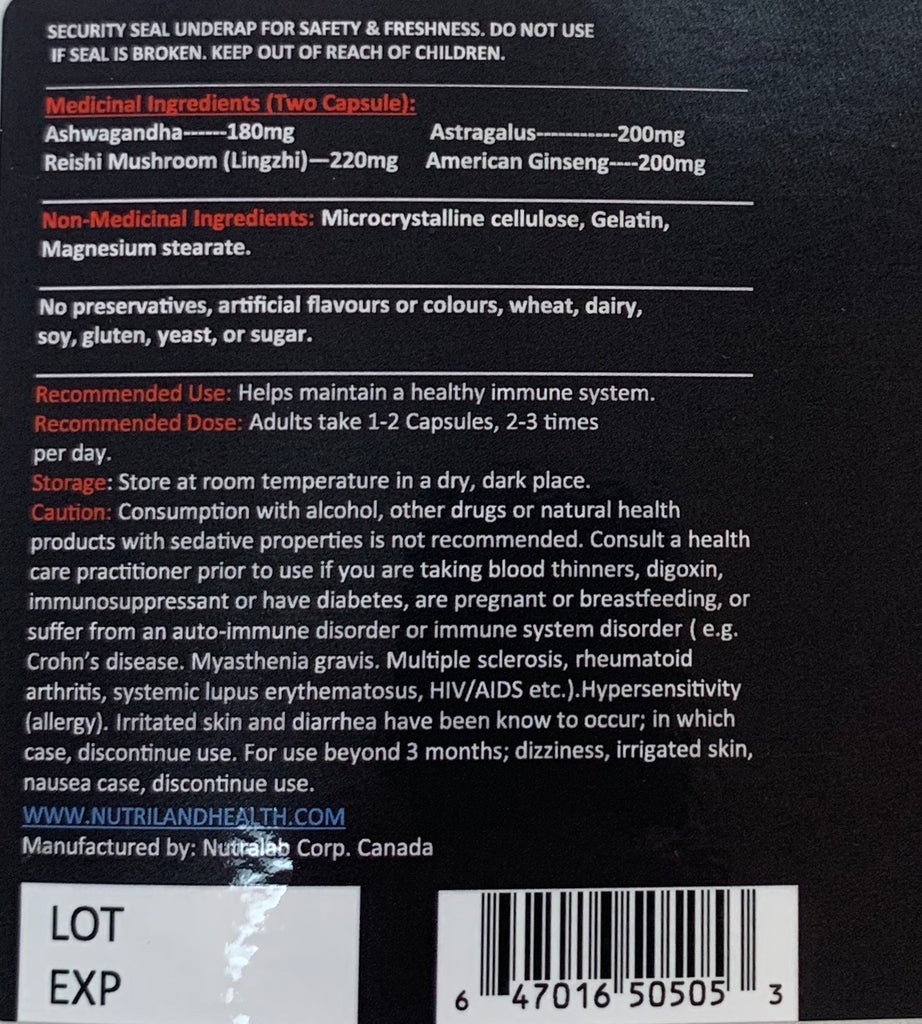 SECURITY SEAL UNDERAP FOR SAFETY & FRESHNESS. DO NOT USE
IF SEAL IS BROKEN. KEEP OUT OF REACH OF CHILDREN.
Medicinal Ingredients (Two Capsule):
Ashwagandha------180mg Astragalus-----------200mg
Reishi Mushroom (Lingzhi)—220mg American Ginseng----200mg
Non-Medicinal Ingredients: Microcrystalline cellulose, Gelatin,
Magnesium stearate.
No preservatives, artificial flavours or colours, wheat, dairy,
soy, gluten, yeast, or sugar.
Recommended Use: Helps maintain a healthy immune system.
Recommended Dose: Adults take 1-2 Capsules, 2-3 times
per day.
Storage: Store at room temperature in a dry, dark place.
Caution: Consumption with alcohol, other drugs or natural health
products with sedative properties is not recommended. Consult a health
care practitioner prior to use if you are taking blood thinners, digoxin,
immunosuppressant or have diabetes, are pregnant or breastfeeding, or
suffer from an auto-immune disorder or immune system disorder ( e.g.
Crohn's disease. Myasthenia gravis. Multiple sclerosis, rheumatoid
arthritis, systemic lupus erythematosus, HIV/AIDS etc.).Hypersensitivity
(allergy). Irritated skin and diarrhea have been know to occur; in which
case, discontinue use. For use beyond 3 months; dizziness, irrigated skin,
nausea case, discontinue use.
WWW.NUTRILANDHEALTH.COM
Manufactured by: Nutralab Corp. Canada
LOT
EXP
6 47016 50505 3